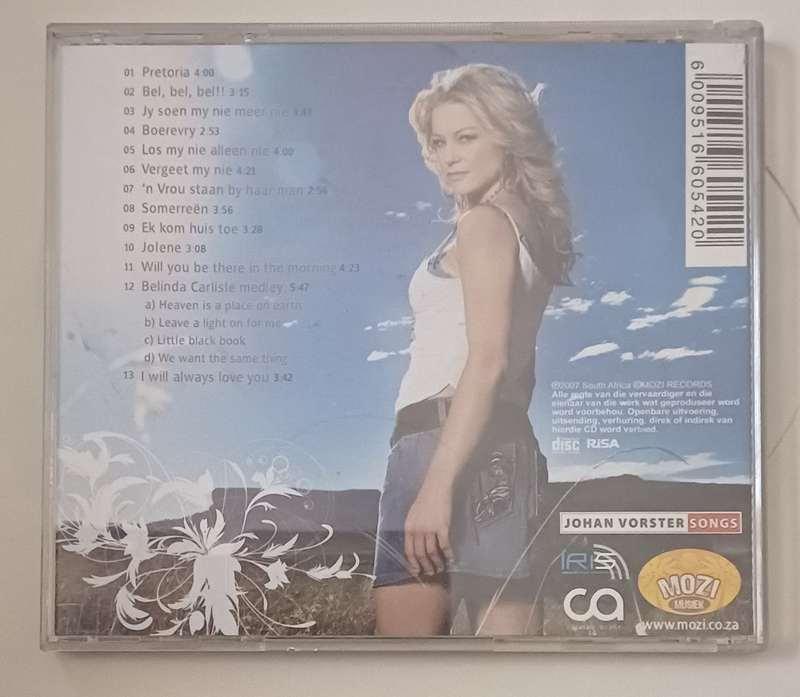 01 Pretoria 4:00
02 Bel, bel, bel!! 3:15
03 Jy soen my nie meer nie 3:43
04 Boerevry 2:53
05 Los my nie alleen nie 4:00
06 Vergeet my nie 4:21
07 'n Vrou staan by haar man 2:56
08 Somerreën 3:56
09 Ek kom huis toe 3:28
10 Jolene 3:08
11 Will you be there in the morning 4:23
12 Belinda Carlisle medley 5:47
a) Heaven is a place on earth
b) Leave a light on for me
c) Little black book
d) We want the same thing
13 I will always love you 3:42
6 009516 605420
℗2007 South Africa ©MOZI RECORDS
Alle regte van die vervaardiger en die
eienaar van die werk wat geproduseer word
word voorbehou. Openbare uitvoering,
uitsending, verhuring, direk of indirek van
hierdie CD word verbied.
disc RiSA
JOHAN VORSTER SONGS
IRIS
ca
MOZI
MUSIEK
www.mozi.co.za